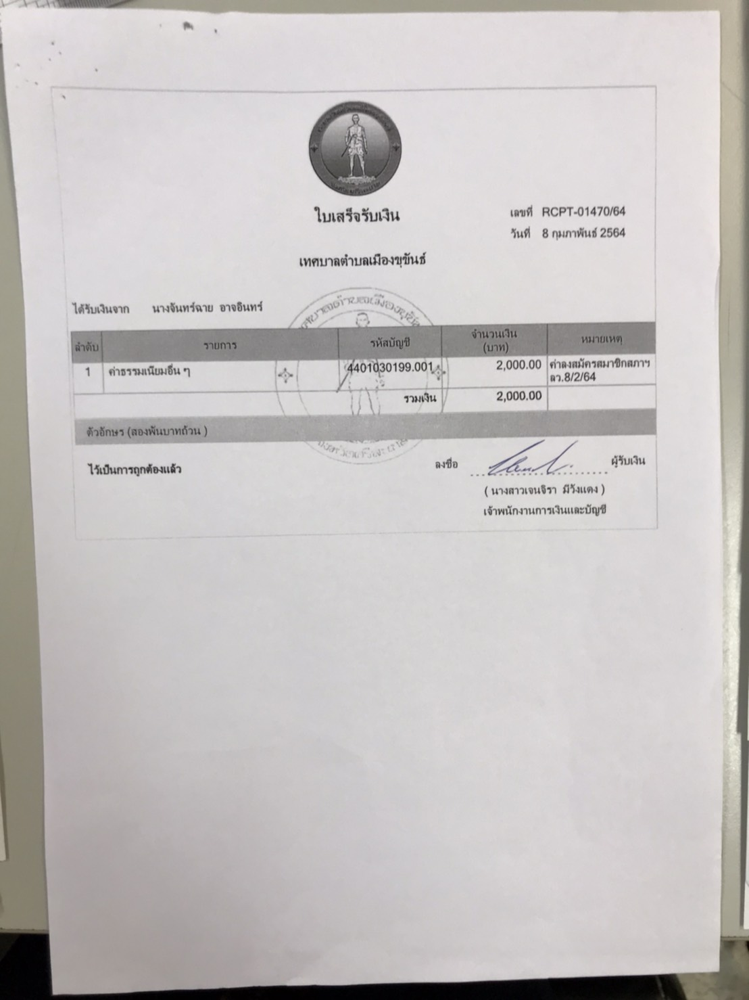 ใบเสร็จรับเงิน
เลขที่ RCPT-01470/64
วันที่ 8 กุมภาพันธ์ 2564
เทศบาลตำบลเมืองขุขันธ์
ได้รับเงินจาก นางจันทร์ฉาย อาจอินทร์
ลำดับ รายการ รหัสบัญชี จำนวนเงิน (บาท) หมายเหตุ
1 ค่าธรรมเนียมอื่น ๆ 4401030199.001 2,000.00 ค่าลงสมัครสมาชิกสภาฯ
ลว.8/2/64
รวมเงิน 2,000.00
ตัวอักษร (สองพันบาทถ้วน )
ไว้เป็นการถูกต้องแล้ว
ลงชื่อ ผู้รับเงิน
( นางสาวเจนจิรา มีวังแดง )
เจ้าพนักงานการเงินและบัญชี